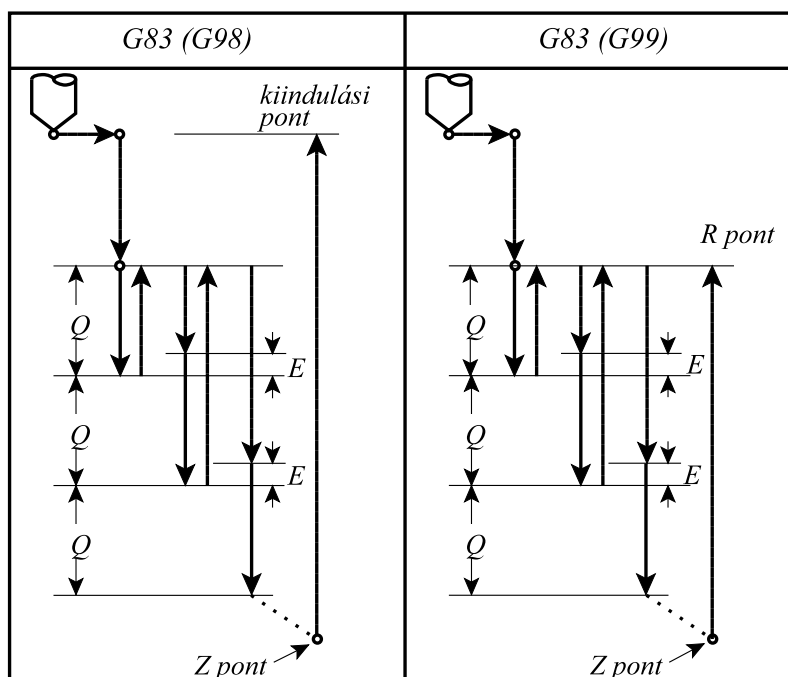 G83 (G98)
kiindulási
pont
Q
E
Q
E
Q
Z pont
G83 (G99)
R pont
Q
E
Q
E
Q
Z pont